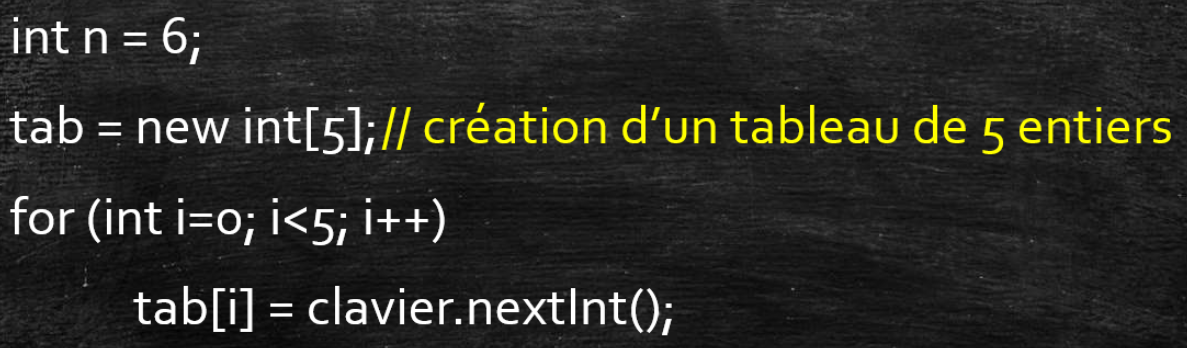 int n = 6;
tab = new int[5];// création d’un tableau de 5 entiers
for (int i=0; i<5; i++)
tab[i] = clavier.nextInt();